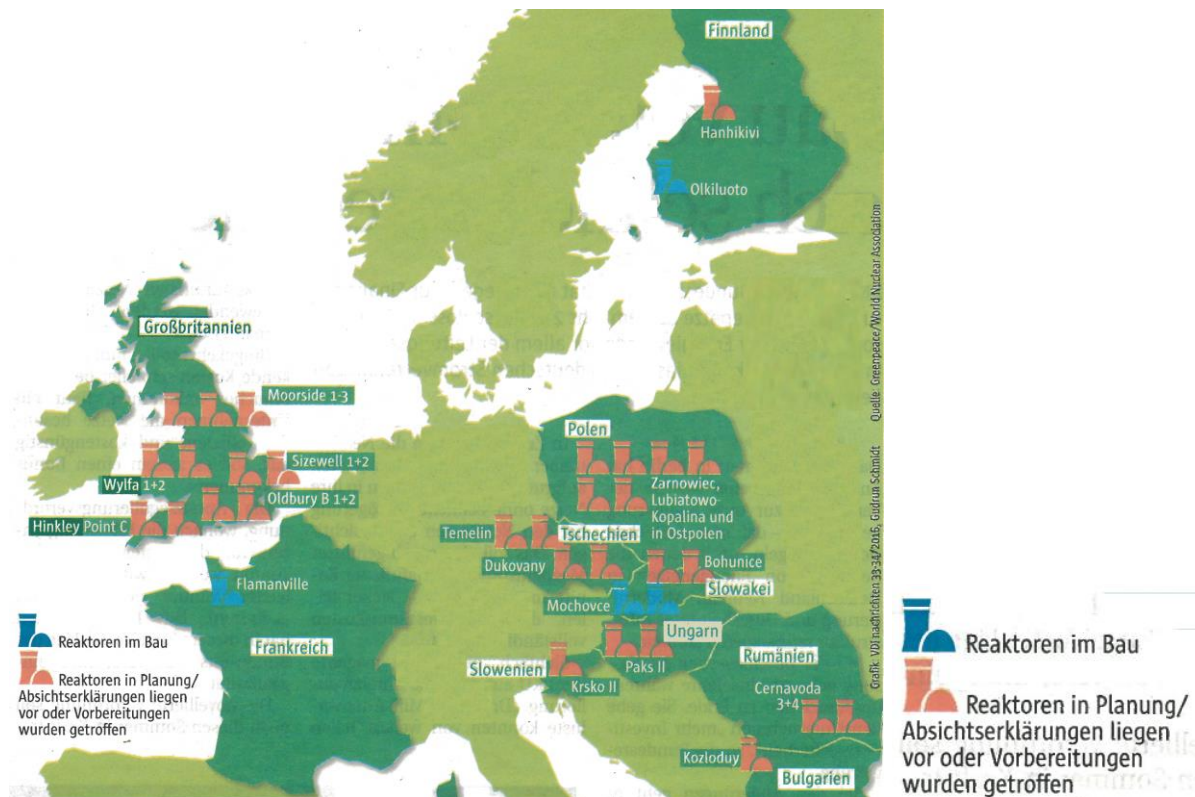 Finnland
Hanhikivi
Olkiluoto
Großbritannien
Moorside 1-3
Sizewell 1+2
Wylfa 1+2
Oldbury B 1+2
Hinkley Point C
Polen
Zarnowiec,
Lubiatowo-
Kopalina und
in Ostpolen
Temelin
Tschechien
Dukovany
Bohunice
Mochovce
Slowakei
Flamanville
Frankreich
Ungarn
Paks II
Slowenien
Krsko II
Rumänien
Cernavoda
3+4
Kozloduy
Bulgarien
Reaktoren im Bau
Reaktoren in Planung/
Absichtserklärungen liegen
vor oder Vorbereitungen
wurden getroffen
Grafik: VDI nachrichten 33-34/2016, Gudrun Schmidt Quelle: Greenpeace/World Nuclear Association
Reaktoren im Bau
Reaktoren in Planung/
Absichtserklärungen liegen
vor oder Vorbereitungen
wurden getroffen